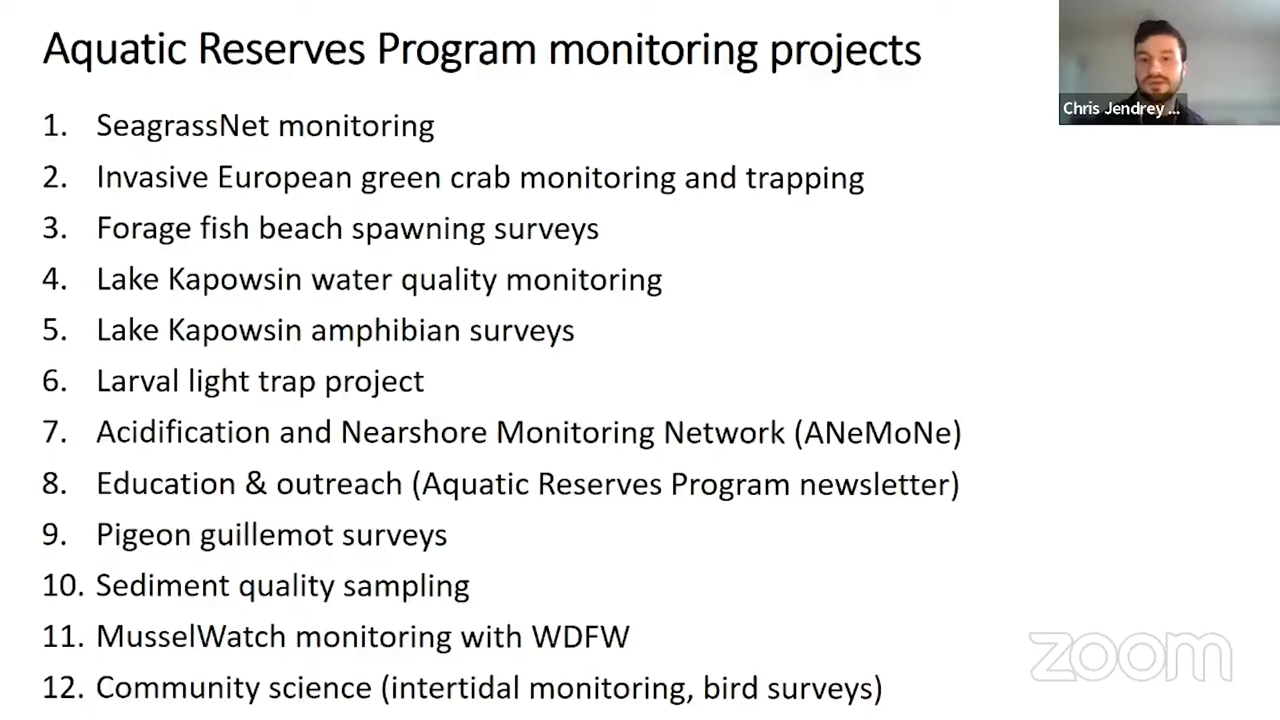 Aquatic Reserves Program monitoring projects
Chris Jendrey ...
1. SeagrassNet monitoring
2. Invasive European green crab monitoring and trapping
3. Forage fish beach spawning surveys
4. Lake Kapowsin water quality monitoring
5. Lake Kapowsin amphibian surveys
6. Larval light trap project
7. Acidification and Nearshore Monitoring Network (ANeMoNe)
8. Education & outreach (Aquatic Reserves Program newsletter)
9. Pigeon guillemot surveys
10. Sediment quality sampling
11. MusselWatch monitoring with WDFW
12. Community science (intertidal monitoring, bird surveys)
zoom